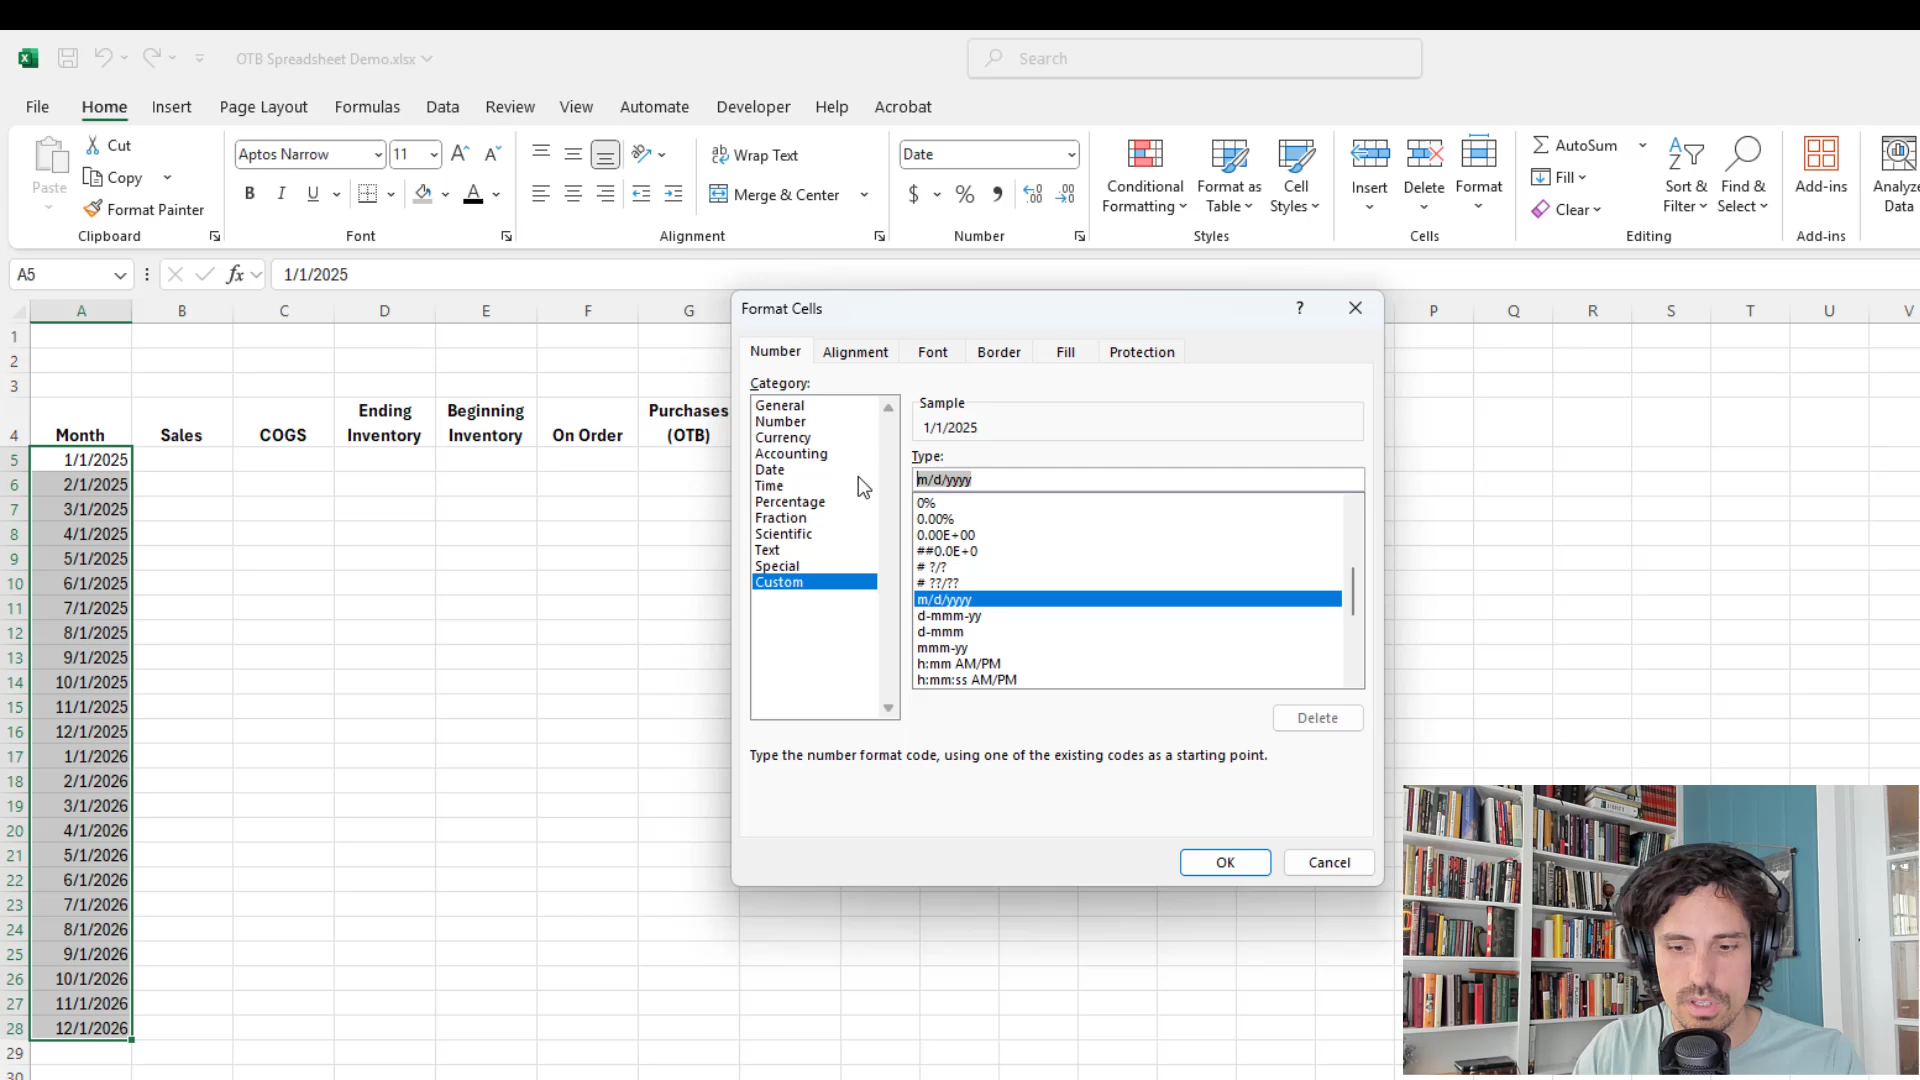 OTB Spreadsheet Demo.xlsx
Search
File Home Insert Page Layout Formulas Data Review View Automate Developer Help Acrobat
Paste
Cut
Copy
Format Painter
Clipboard
Aptos Narrow 11
B I U
Font
Wrap Text
Merge & Center
Alignment
Date
$ % 9
Number
Conditional
Formatting
Format as
Table
Cell
Styles
Styles
Insert
Delete
Format
Cells
AutoSum
Fill
Clear
Sort &
Filter
Find &
Select
Editing
Add-ins
Add-ins
Analyze
Data
A5
fx
1/1/2025
A B C D E F G P Q R S T U V
1
2
3
4 Month Sales COGS Ending Inventory Beginning Inventory On Order Purchases (OTB)
5 1/1/2025
6 2/1/2025
7 3/1/2025
8 4/1/2025
9 5/1/2025
10 6/1/2025
11 7/1/2025
12 8/1/2025
13 9/1/2025
14 10/1/2025
15 11/1/2025
16 12/1/2025
17 1/1/2026
18 2/1/2026
19 3/1/2026
20 4/1/2026
21 5/1/2026
22 6/1/2026
23 7/1/2026
24 8/1/2026
25 9/1/2026
26 10/1/2026
27 11/1/2026
28 12/1/2026
29
30
Format Cells
?
Number Alignment Font Border Fill Protection
Category:
General
Number
Currency
Accounting
Date
Time
Percentage
Fraction
Scientific
Text
Special
Custom
Sample
1/1/2025
Type:
m/d/yyyy
0%
0.00%
0.00E+00
##0.0E+0
# ?/?
# ??/??
m/d/yyyy
d-mmm-yy
d-mmm
mmm-yy
h:mm AM/PM
h:mm:ss AM/PM
Delete
Type the number format code, using one of the existing codes as a starting point.
OK
Cancel